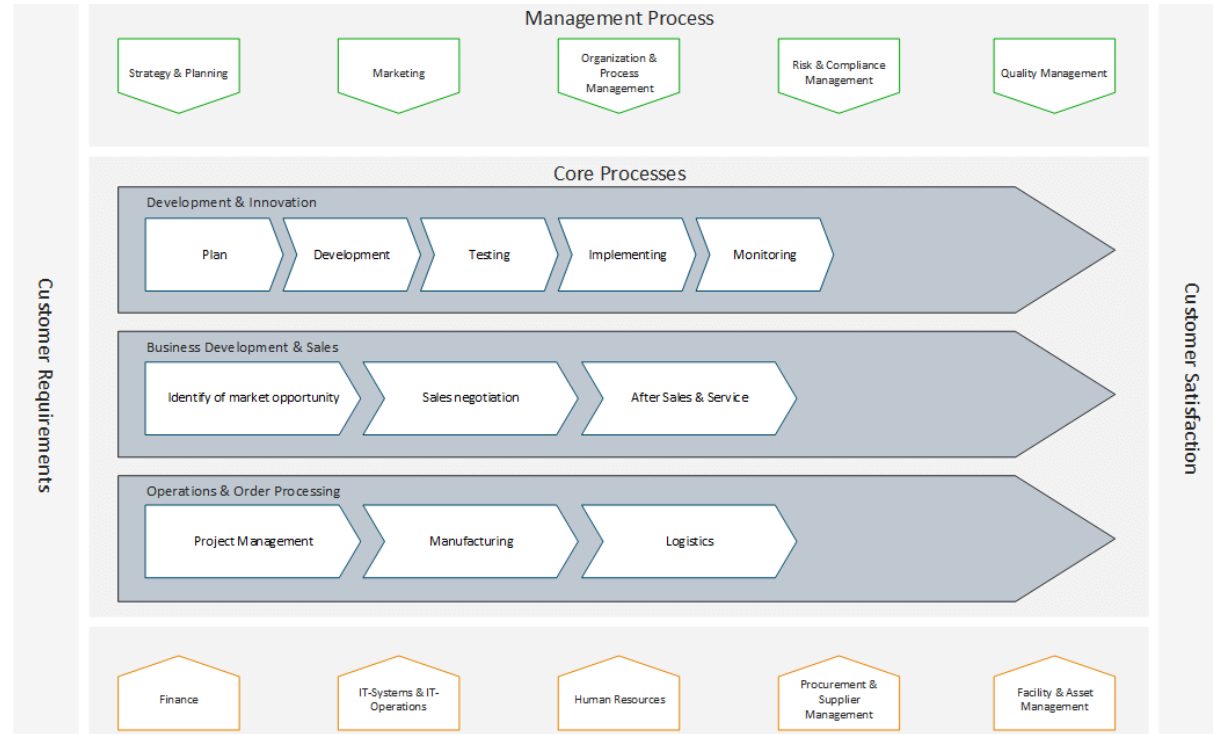 Management Process
Strategy & Planning
Marketing
Organization &
Process
Management
Risk & Compliance
Management
Quality Management
Customer Requirements
Core Processes
Development & Innovation
Plan
Development
Testing
Implementing
Monitoring
Business Development & Sales
Identify of market opportunity
Sales negotiation
After Sales & Service
Operations & Order Processing
Project Management
Manufacturing
Logistics
Customer Satisfaction
Finance
IT-Systems & IT-
Operations
Human Resources
Procurement &
Supplier
Management
Facility & Asset
Management